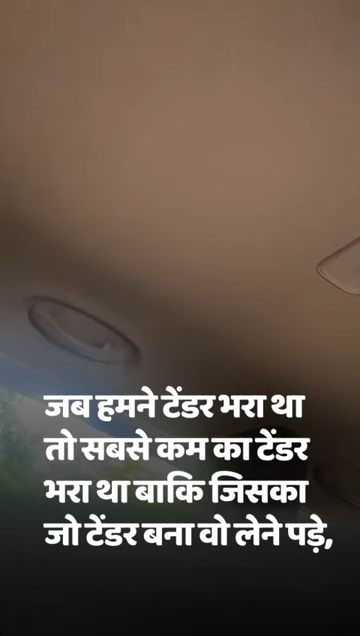 जब हमने टेंडर भरा था
तो सबसे कम का टेंडर
भरा था बाकि जिसका
जो टेंडर बना वो लेने पड़े,